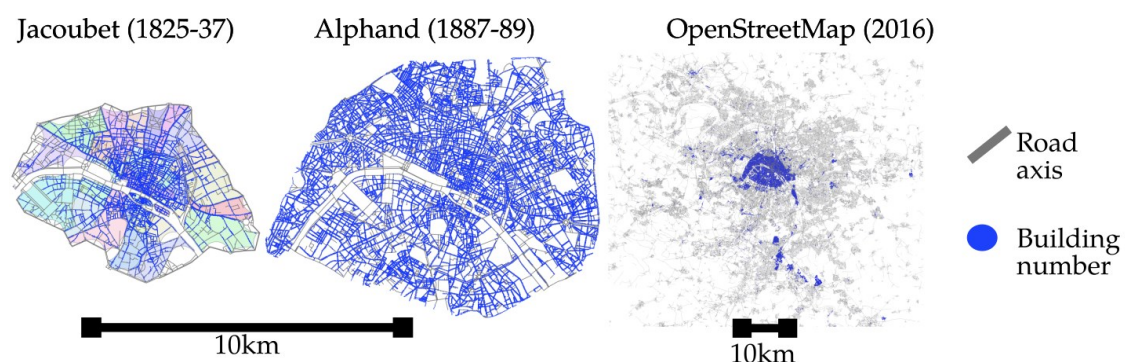 Jacoubet (1825-37)
Alphand (1887-89)
OpenStreetMap (2016)
Road
axis
Building
number
10km
10km